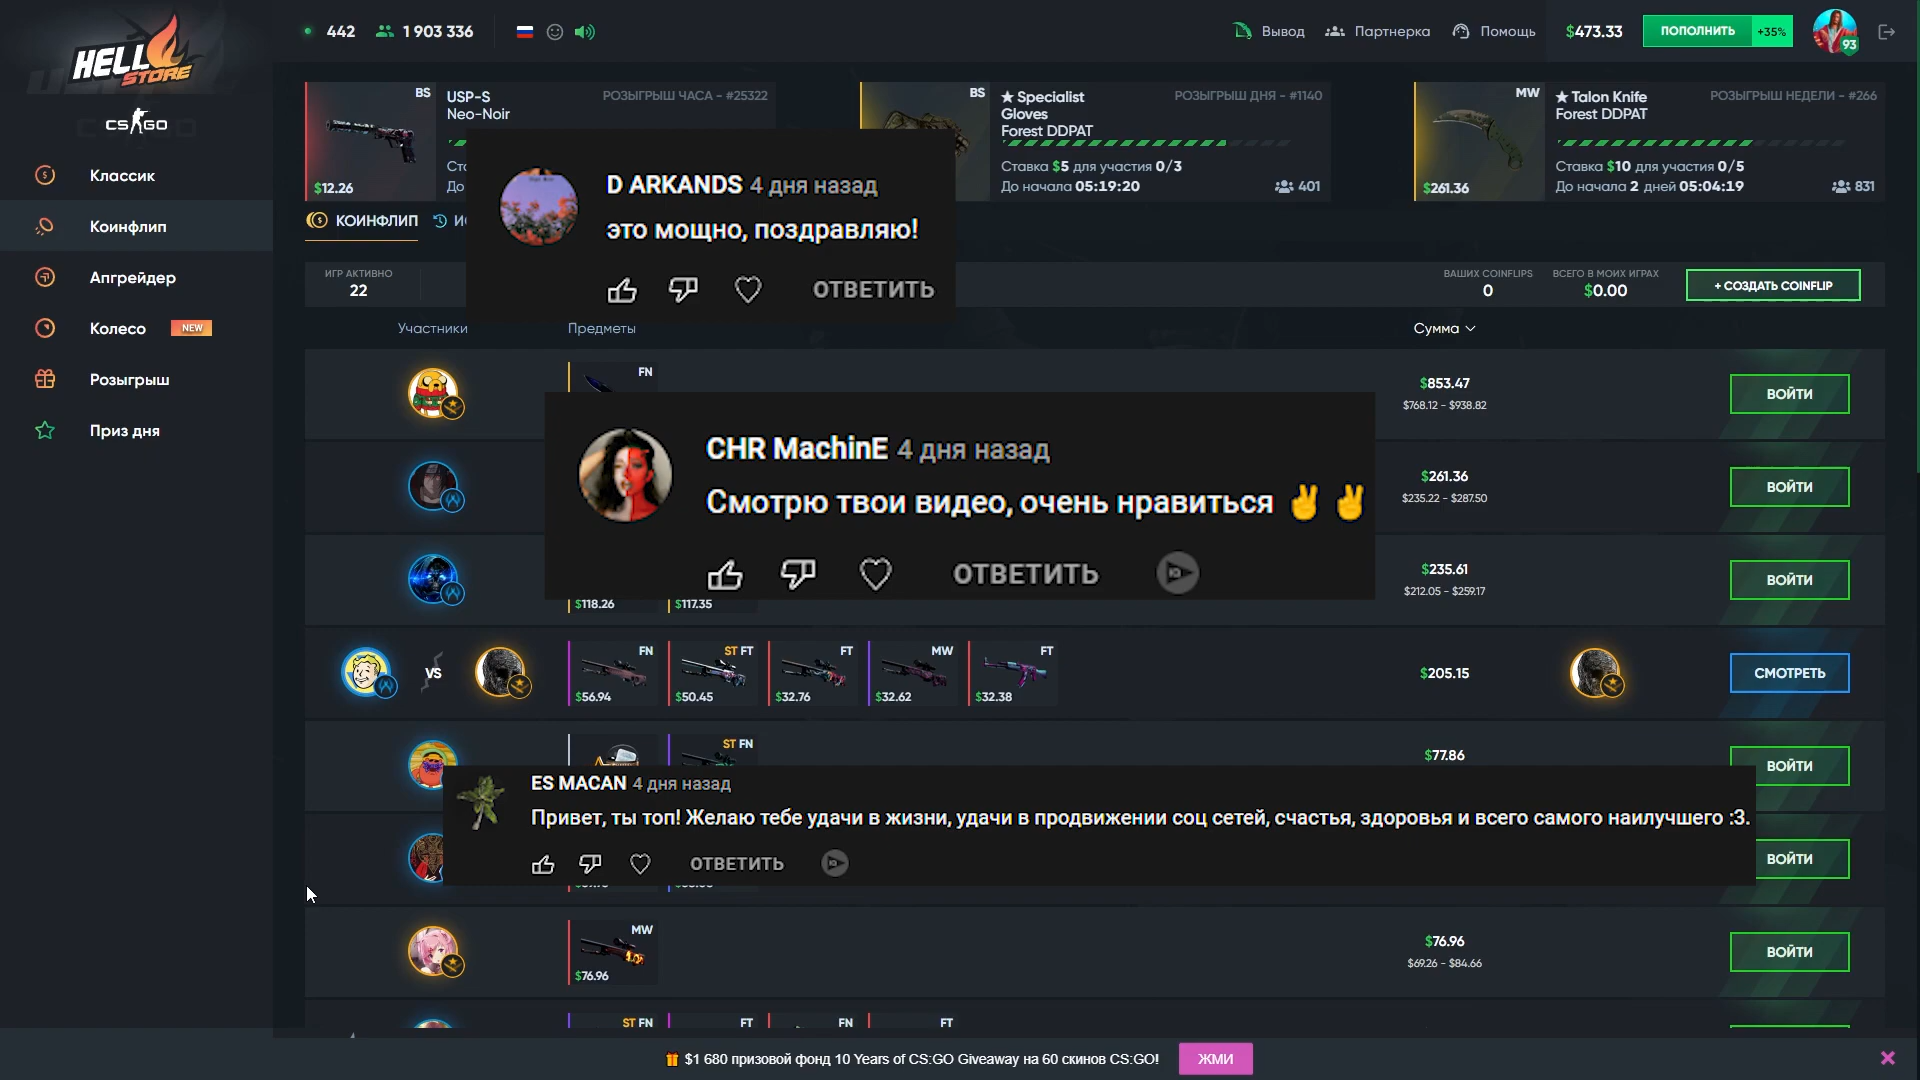 HELL
STORE
CS GO
442
1 903 336
Вывод
Партнерка
Помощь
$473.33
ПОПОЛНИТЬ
+35%
93
Классик
Коинфлип
Апгрейдер
Колесо
NEW
Розыгрыш
Приз дня
BS
USP-S
Neo-Noir
РОЗЫГРЫШ ЧАСА - #25322
$12.26
BS
★ Specialist
Gloves
Forest DDPAT
РОЗЫГРЫШ ДНЯ - #1140
Ставка $5 для участия 0/3
До начала 05:19:20
401
MW
★ Talon Knife
Forest DDPAT
РОЗЫГРЫШ НЕДЕЛИ - #266
Ставка $10 для участия 0/5
До начала 2 дней 05:04:19
831
$261.36
КОИНФЛИП
D ARKANDS 4 дня назад
это мощно, поздравляю!
ОТВЕТИТЬ
ИГР АКТИВНО
22
ВАШИХ COINFLIPS
0
ВСЕГО В МОИХ ИГРАХ
$0.00
+ СОЗДАТЬ COINFLIP
Участники
Предметы
Сумма
FN
$853.47
$768.12 - $938.82
ВОЙТИ
CHR MachinE 4 дня назад
Смотрю твои видео, очень нравиться ✌ ✌
ОТВЕТИТЬ
$261.36
$235.22 - $287.50
ВОЙТИ
$118.26
$117.35
$235.61
$212.05 - $259.17
ВОЙТИ
VS
FN
$56.94
ST FT
$50.45
FT
$32.76
MW
$32.62
FT
$32.38
$205.15
СМОТРЕТЬ
ST FN
$77.86
ВОЙТИ
ES MACAN 4 дня назад
Привет, ты топ! Желаю тебе удачи в жизни, удачи в продвижении соц сетей, счастья, здоровья и всего самого наилучшего :3.
ОТВЕТИТЬ
ВОЙТИ
MW
$76.96
$76.96
$69.26 - $84.66
ВОЙТИ
ST FN
FT
FN
FT
$1 680 призовой фонд 10 Years of CS:GO Giveaway на 60 скинов CS:GO!
ЖМИ